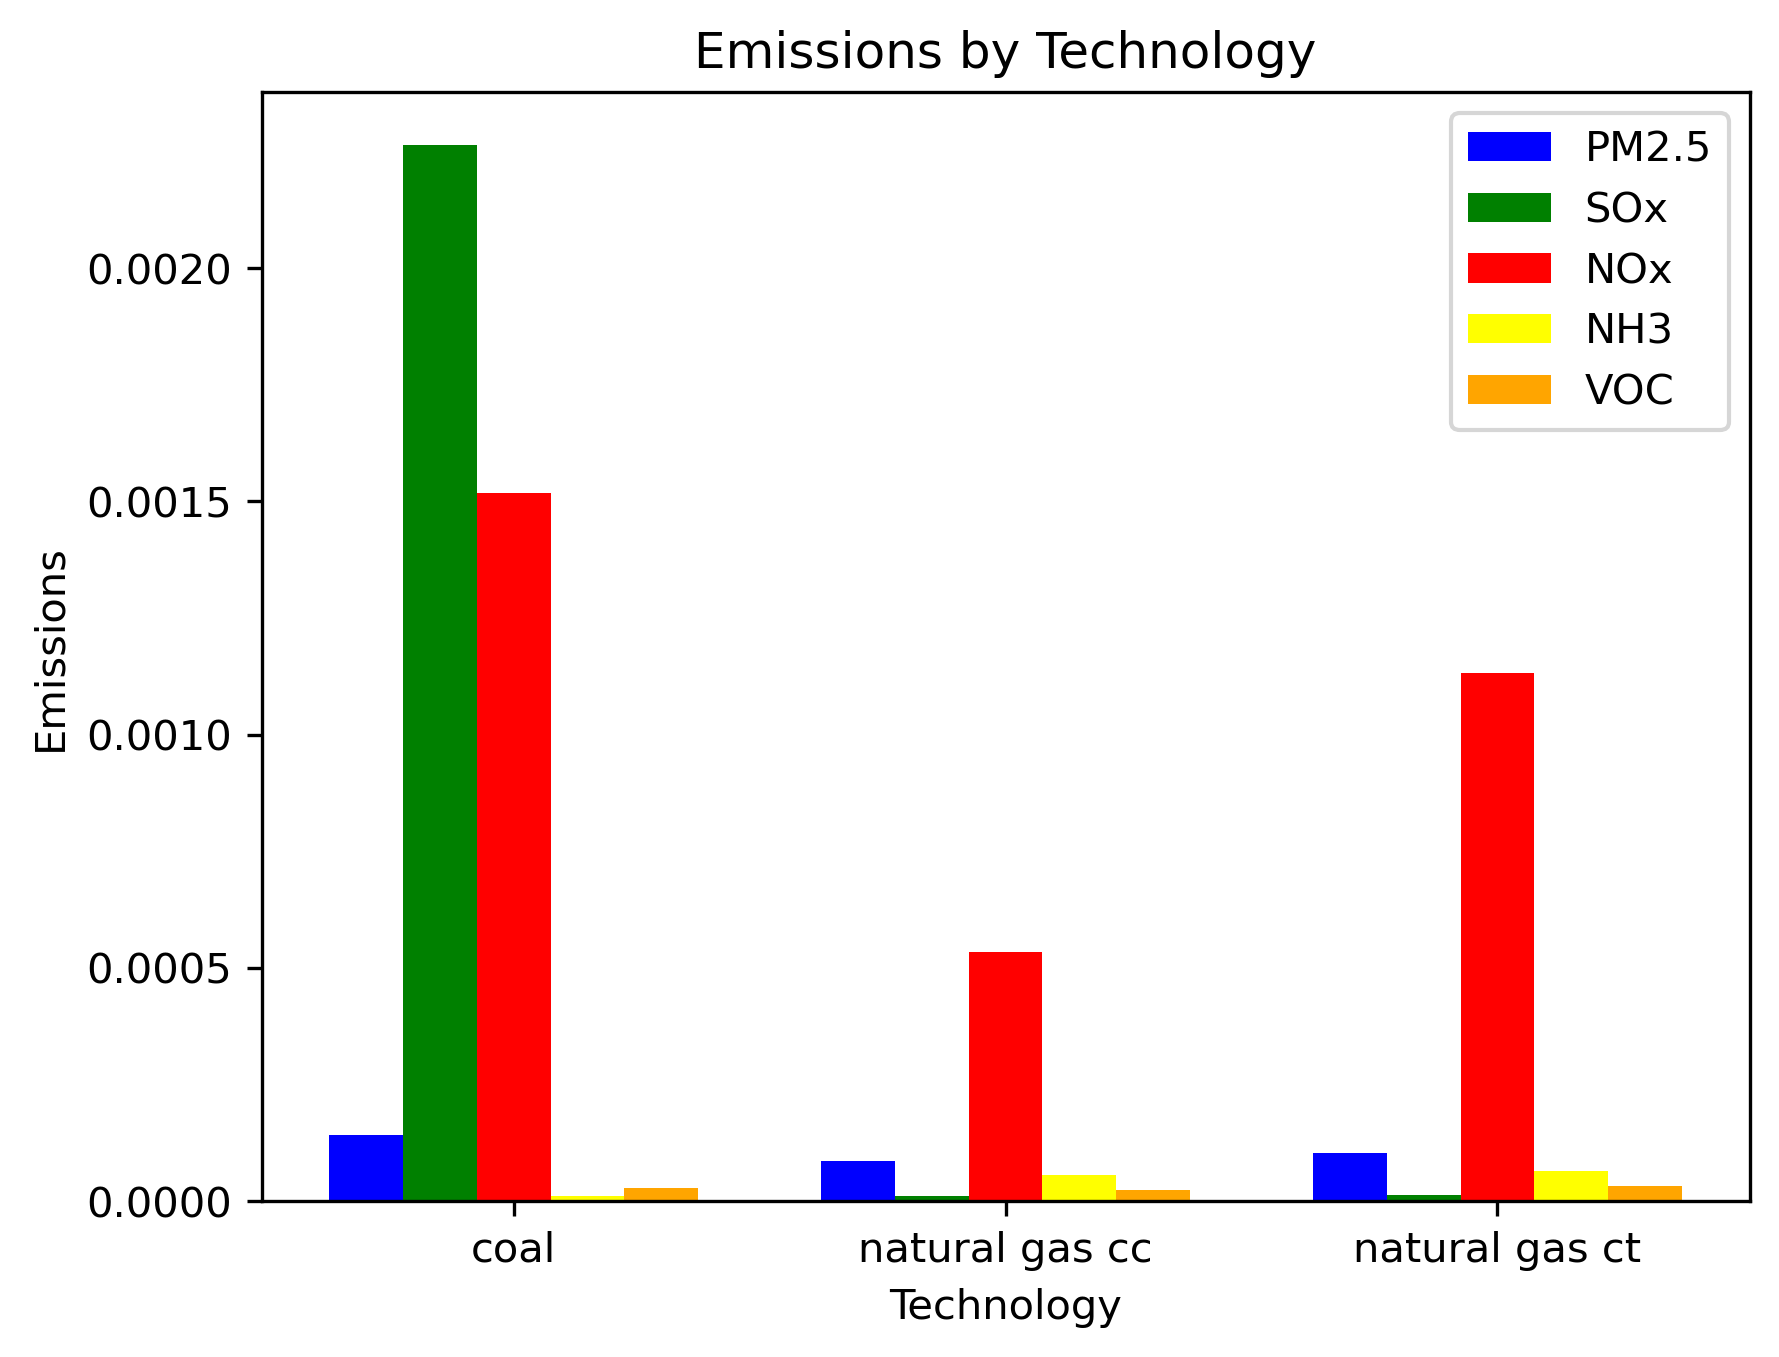 Emissions by Technology
PM2.5
SOx
NOx
NH3
VOC
Emissions
0.0020
0.0015
0.0010
0.0005
0.0000
coal
natural gas cc
natural gas ct
Technology